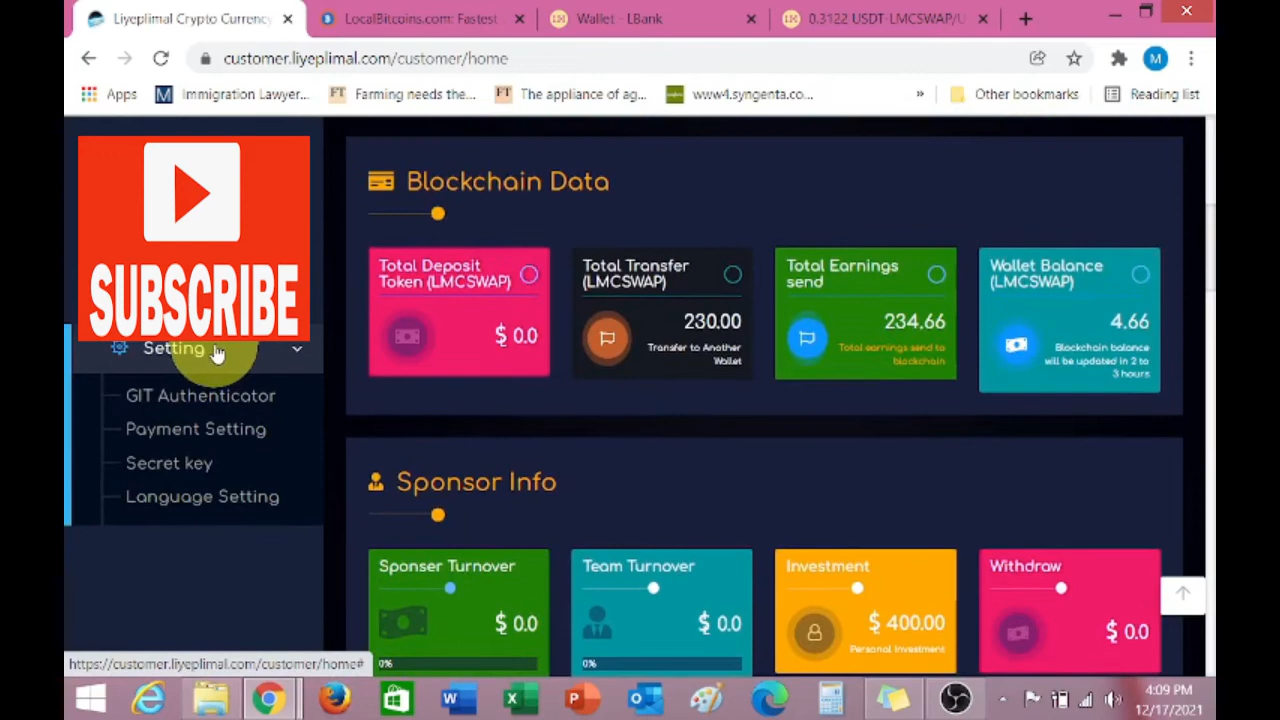 Liyeplimal Crypto Currency
LocalBitcoins.com: Fastest
Wallet - LBank
0.3122 USDT-LMCSWAP/U
customer.liyeplimal.com/customer/home
M
Apps
Immigration Lawyer...
FT
Farming needs the...
FT
The appliance of ag...
www4.syngenta.co...
»
Other bookmarks
Reading list
SUBSCRIBE
Setting
GIT Authenticator
Payment Setting
Secret key
Language Setting
Blockchain Data
Total Deposit
Token (LMCSWAP)
$ 0.0
Total Transfer
(LMCSWAP)
230.00
Transfer to Another
Wallet
Total Earnings
send
234.66
Total earnings send to
blockchain
Wallet Balance
(LMCSWAP)
4.66
Blockchain balance
will be updated in 2 to
3 hours
Sponsor Info
Sponser Turnover
$ 0.0
0%
Team Turnover
$ 0.0
0%
Investment
$ 400.00
Personal Investment
Withdraw
$ 0.0
https://customer.liyeplimal.com/customer/home#
4:09 PM
12/17/2021